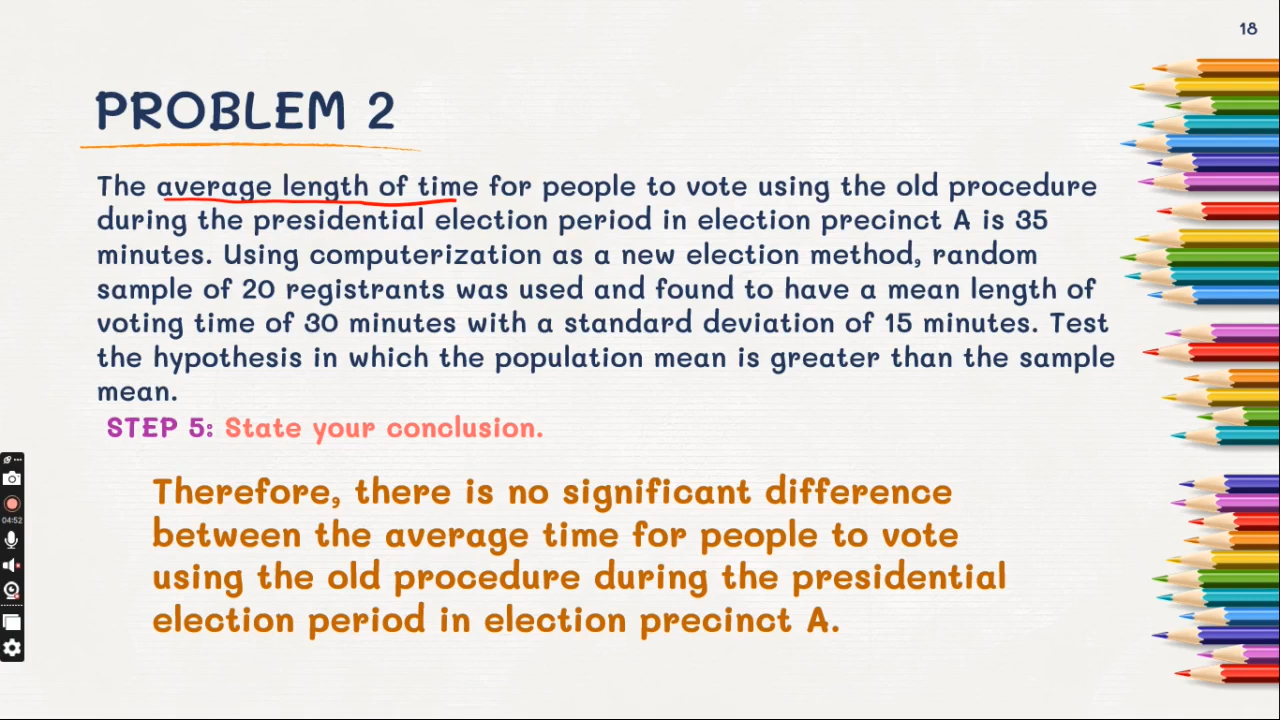 18
PROBLEM 2
The average length of time for people to vote using the old procedure
during the presidential election period in election precinct A is 35
minutes. Using computerization as a new election method, random
sample of 20 registrants was used and found to have a mean length of
voting time of 30 minutes with a standard deviation of 15 minutes. Test
the hypothesis in which the population mean is greater than the sample
mean.
STEP 5: State your conclusion.
04:52
Therefore, there is no significant difference
between the average time for people to vote
using the old procedure during the presidential
election period in election precinct A.